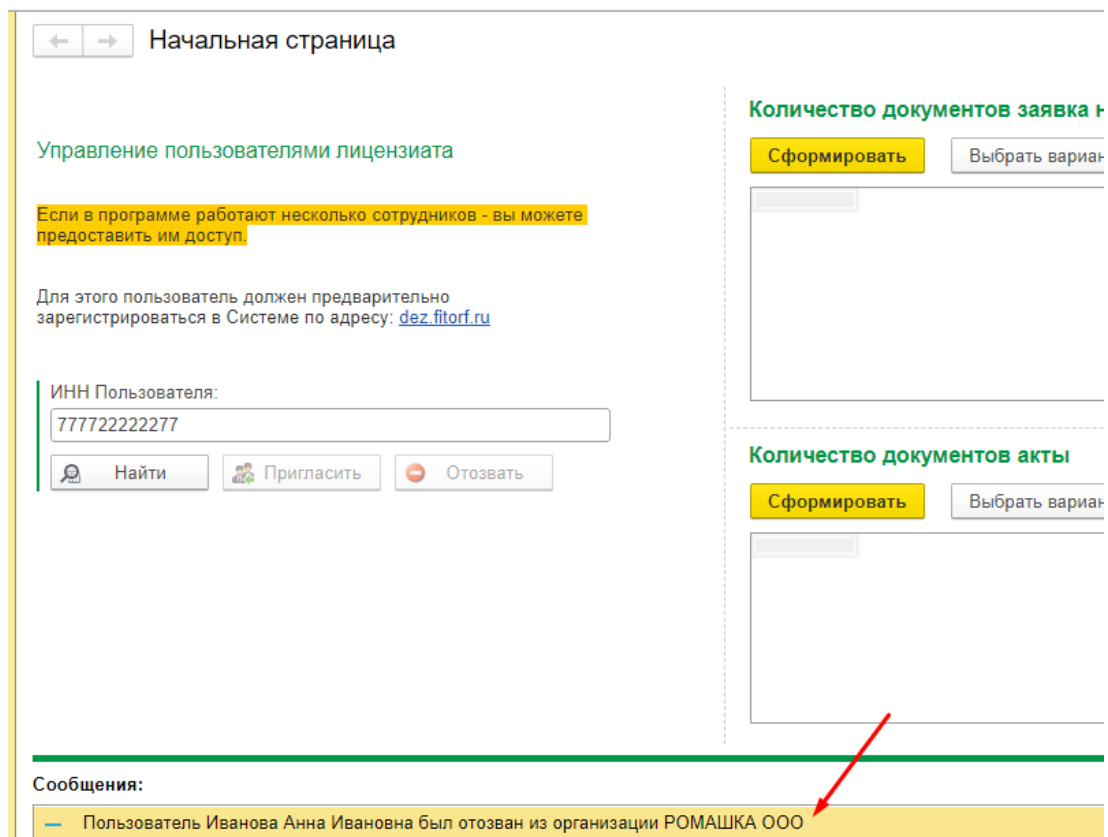 Начальная страница
Управление пользователями лицензиата
Если в программе работают несколько сотрудников - вы можете
предоставить им доступ.
Для этого пользователь должен предварительно
зарегистрироваться в Системе по адресу: dez.fitorf.ru
ИНН Пользователя:
777722222277
Найти Пригласить Отозвать
Количество документов заявка н
Сформировать Выбрать вариан
Количество документов акты
Сформировать Выбрать вариан
Сообщения:
— Пользователь Иванова Анна Ивановна был отозван из организации РОМАШКА ООО